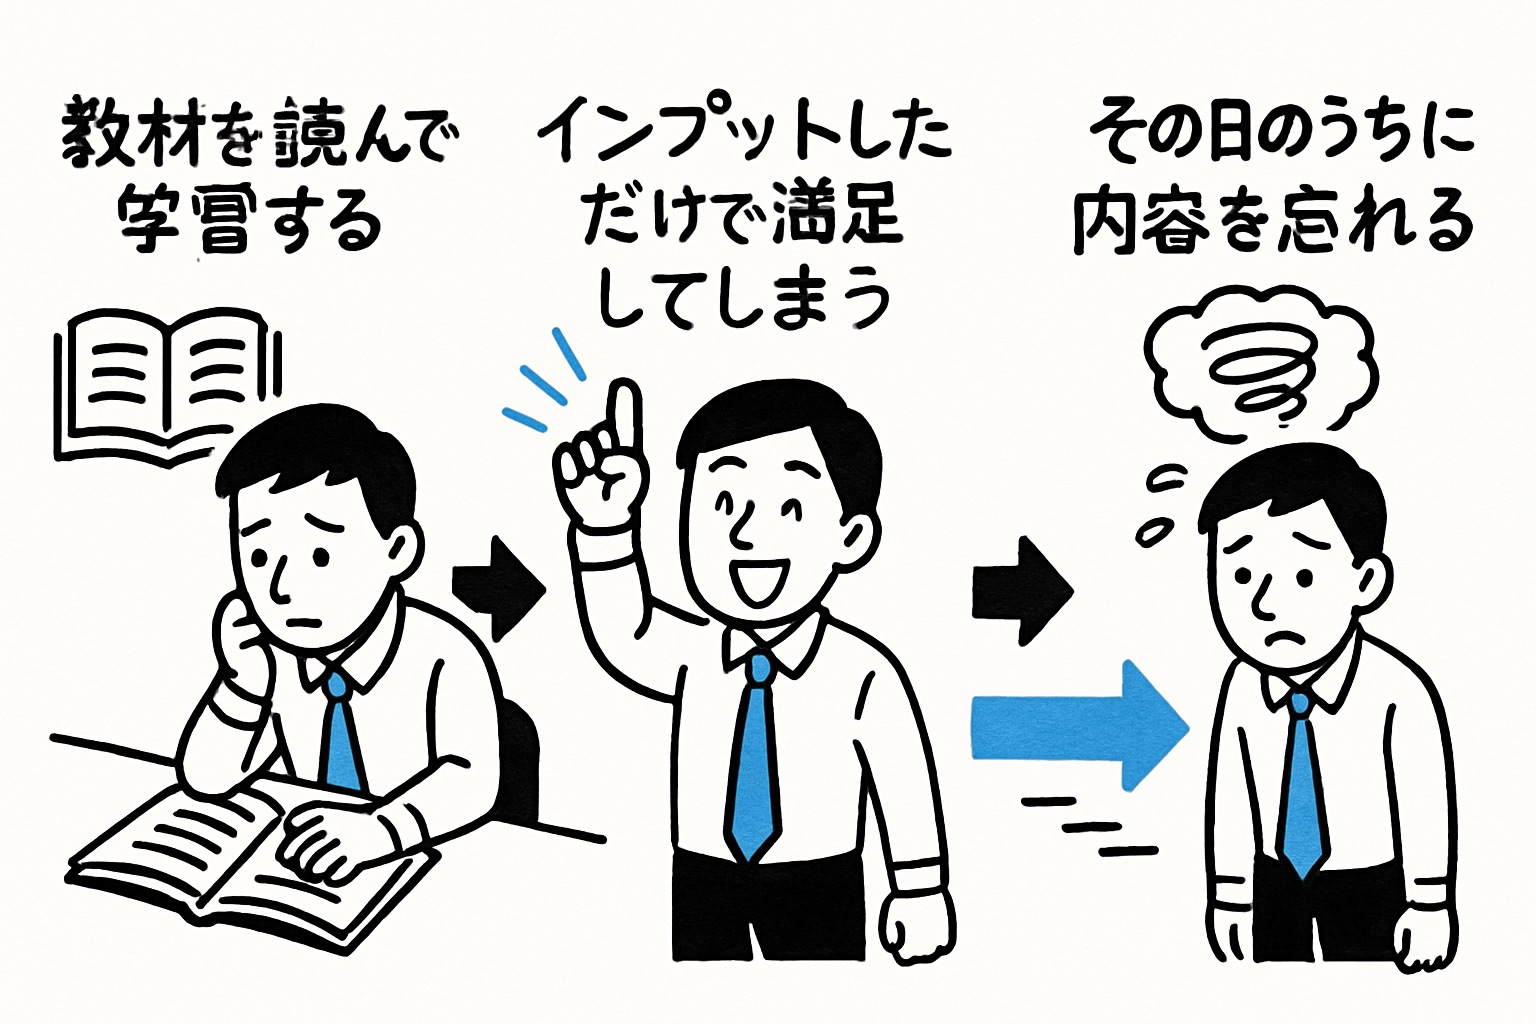 教材を読んで
学習する
インプットした
だけで満足
してしまう
その日のうちに
内容を忘れる